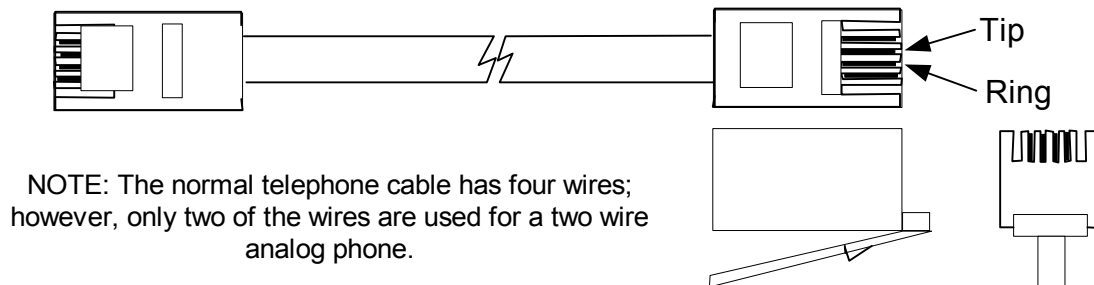 Tip
Ring
NOTE: The normal telephone cable has four wires;
however, only two of the wires are used for a two wire
analog phone.